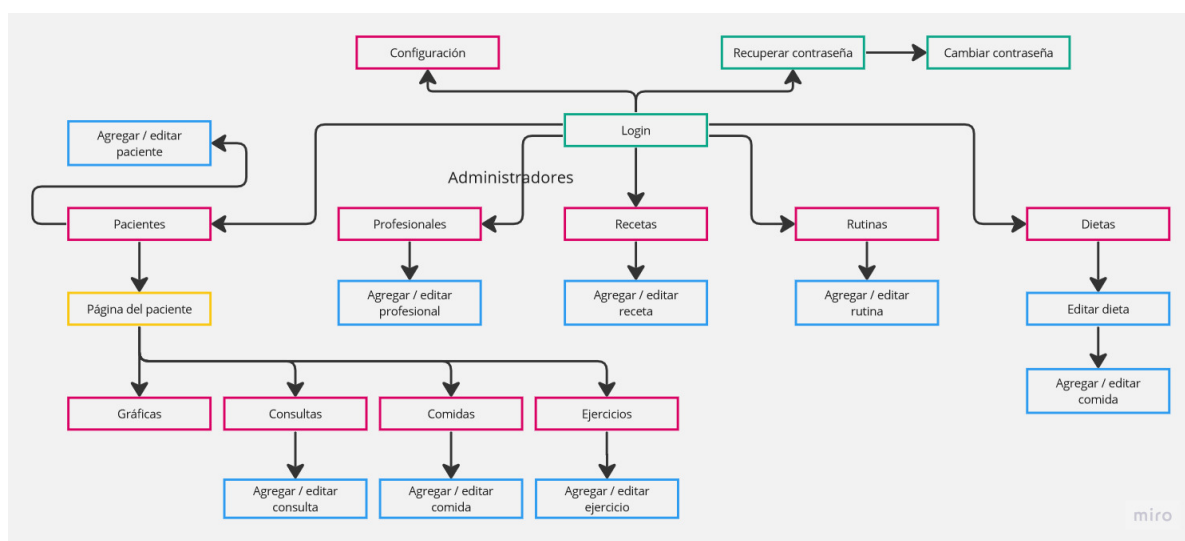 Configuración
Recuperar contraseña
Cambiar contraseña
Login
Agregar / editar
paciente
Administradores
Pacientes
Profesionales
Recetas
Rutinas
Dietas
Agregar / editar
profesional
Agregar / editar
receta
Agregar / editar
rutina
Página del paciente
Editar dieta
Agregar / editar
comida
Gráficas
Consultas
Comidas
Ejercicios
Agregar / editar
consulta
Agregar / editar
comida
Agregar / editar
ejercicio
miro